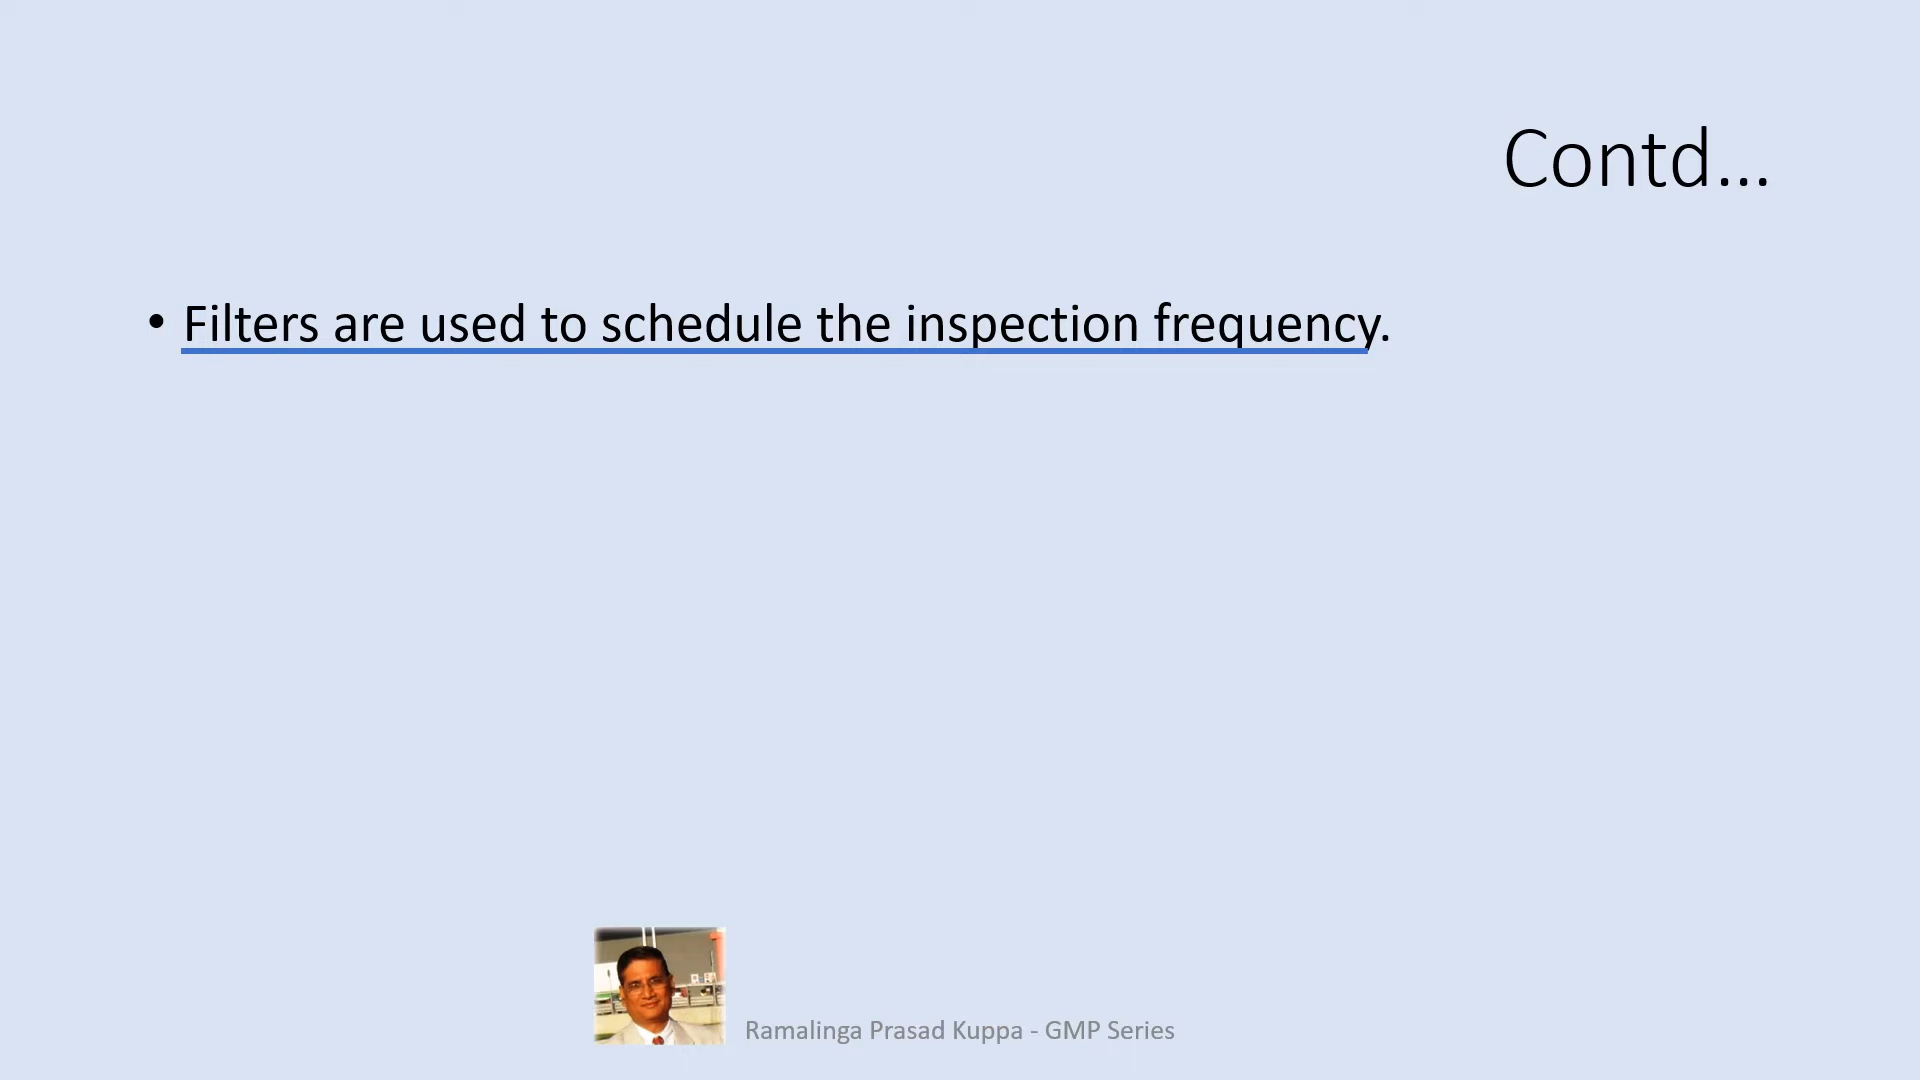 Contd...
• Filters are used to schedule the inspection frequency.
Ramalinga Prasad Kuppa - GMP Series